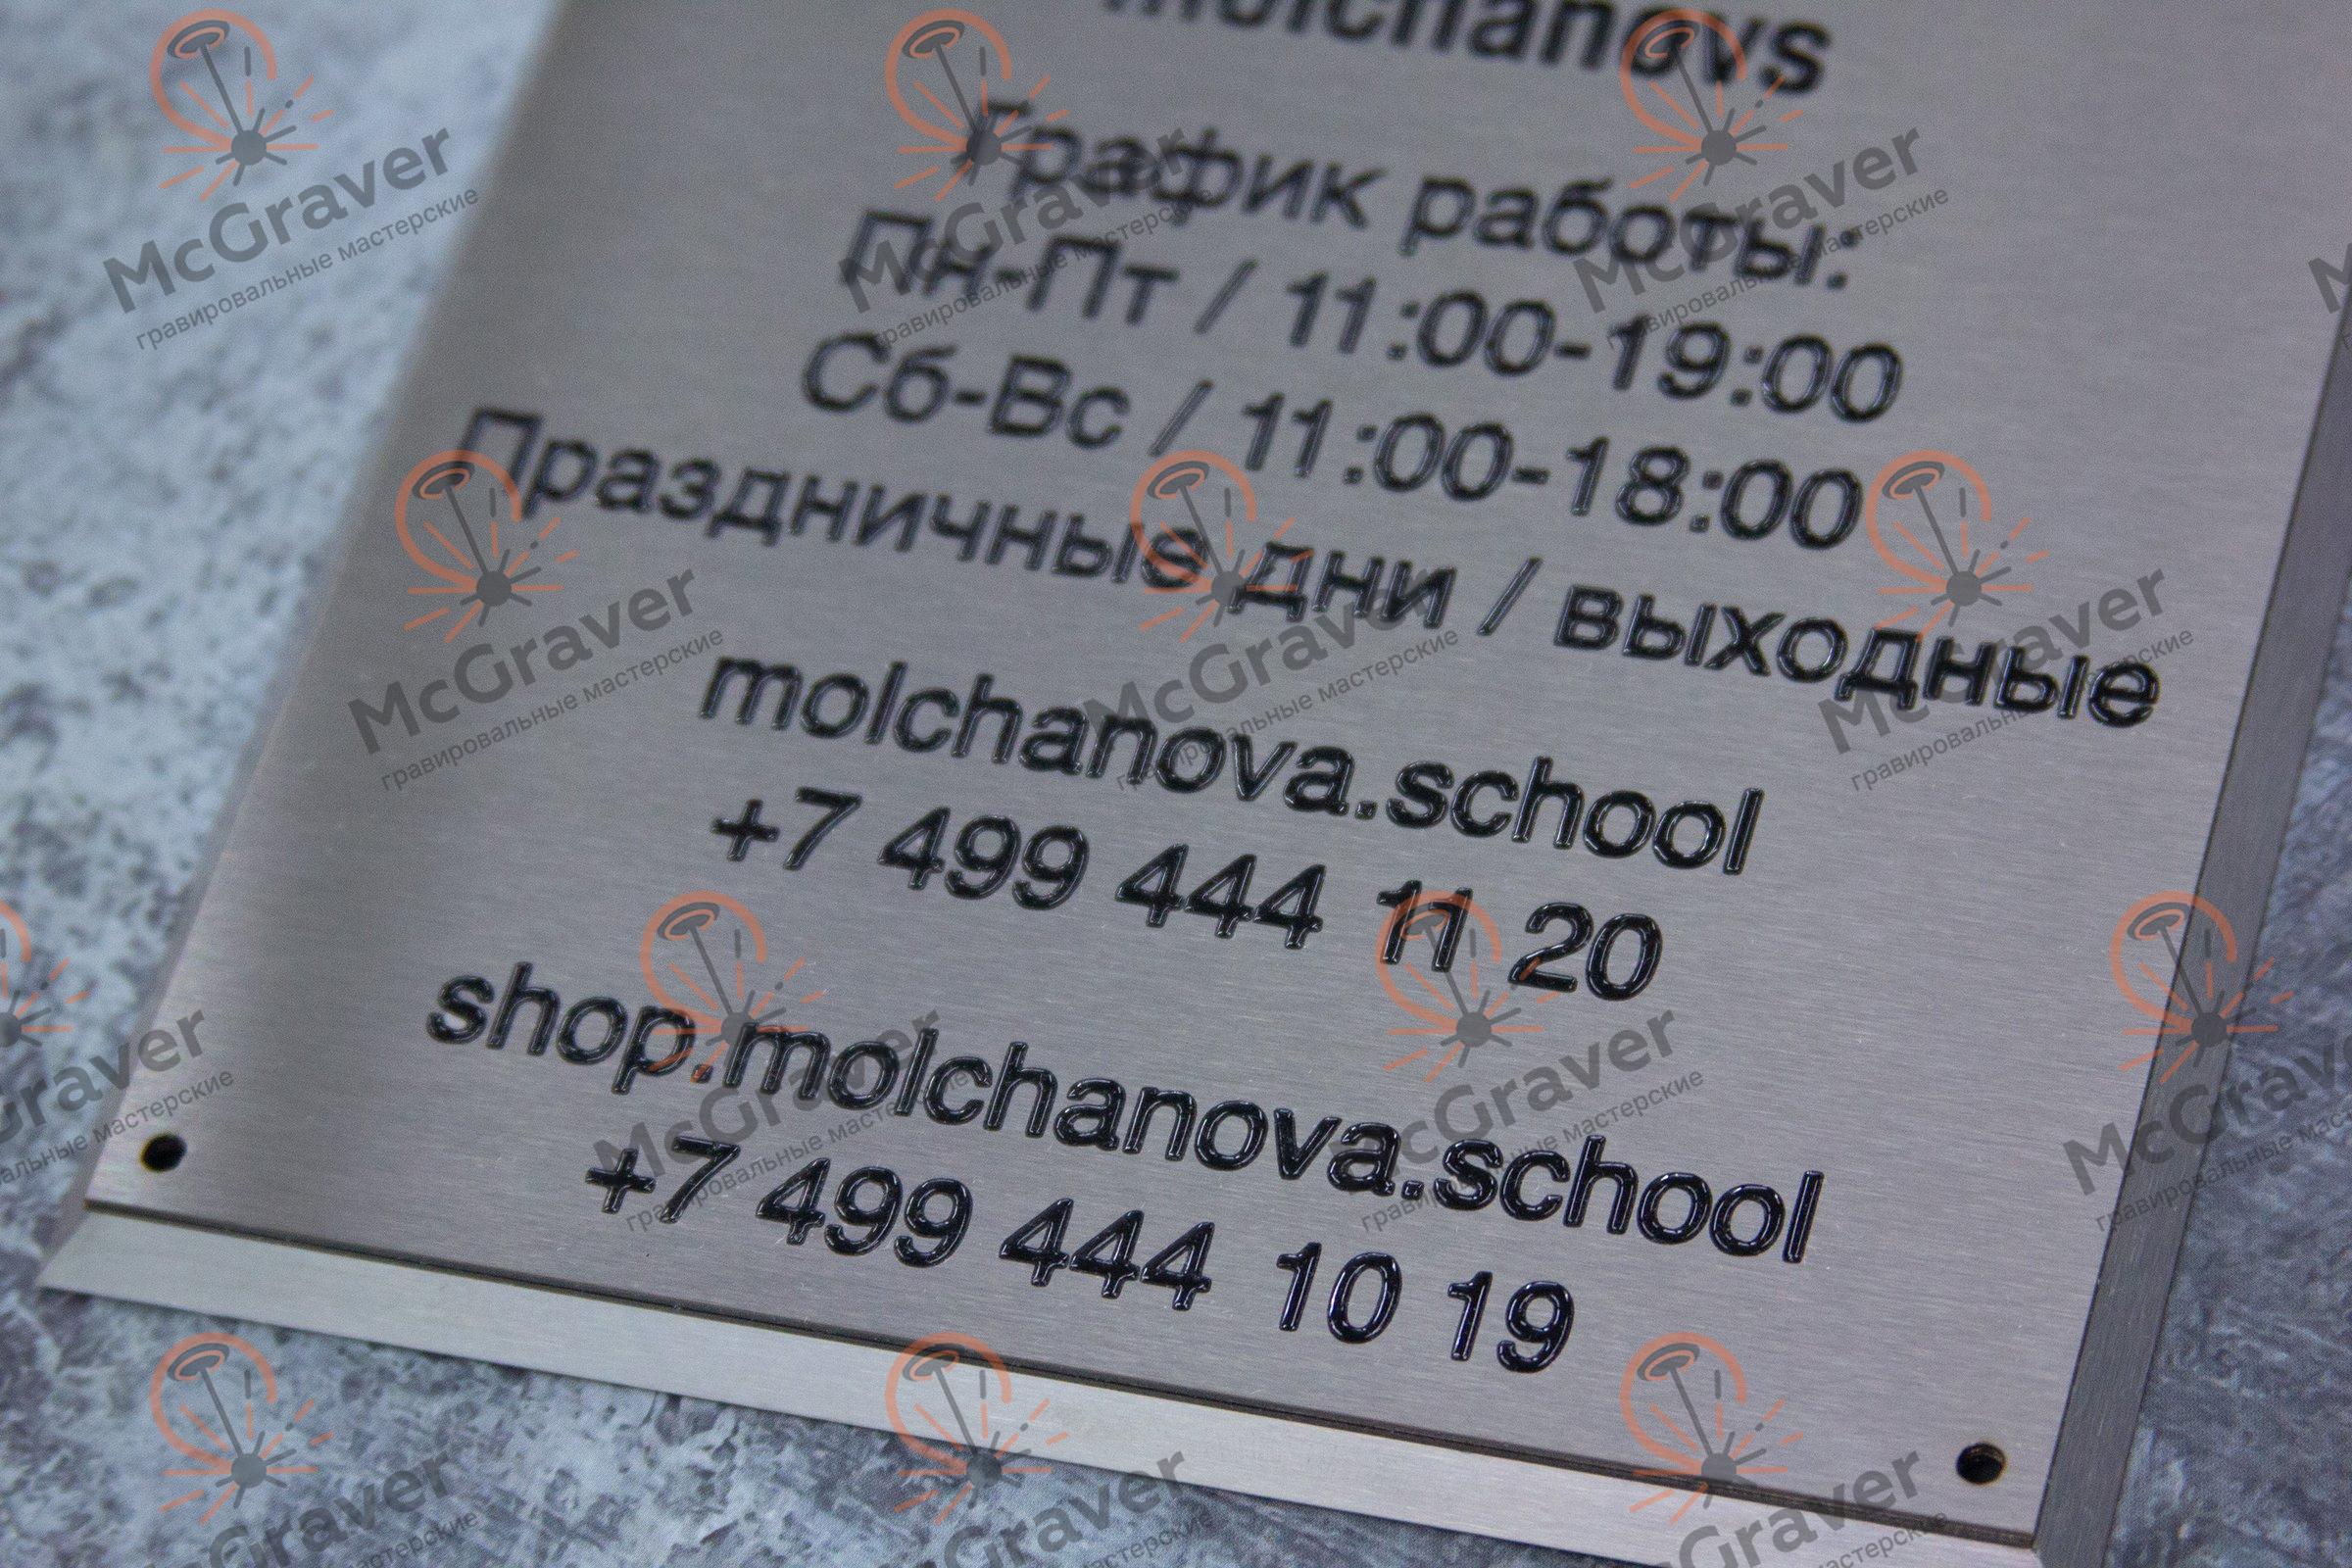 molchanovs
График работы:
Пн-Пт / 11:00-19:00
Сб-Вс / 11:00-18:00
Праздничные дни / выходные
molchanova.school
+7 499 444 11 20
shop.molchanova.school
+7 499 444 10 19
McGraver
гравировальные мастерские